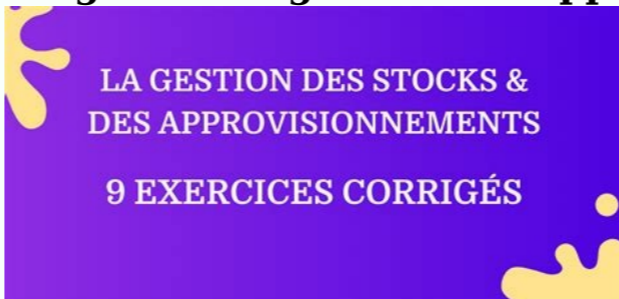 LA GESTION DES STOCKS &
DES APPROVISIONNEMENTS
9 EXERCICES CORRIGÉS